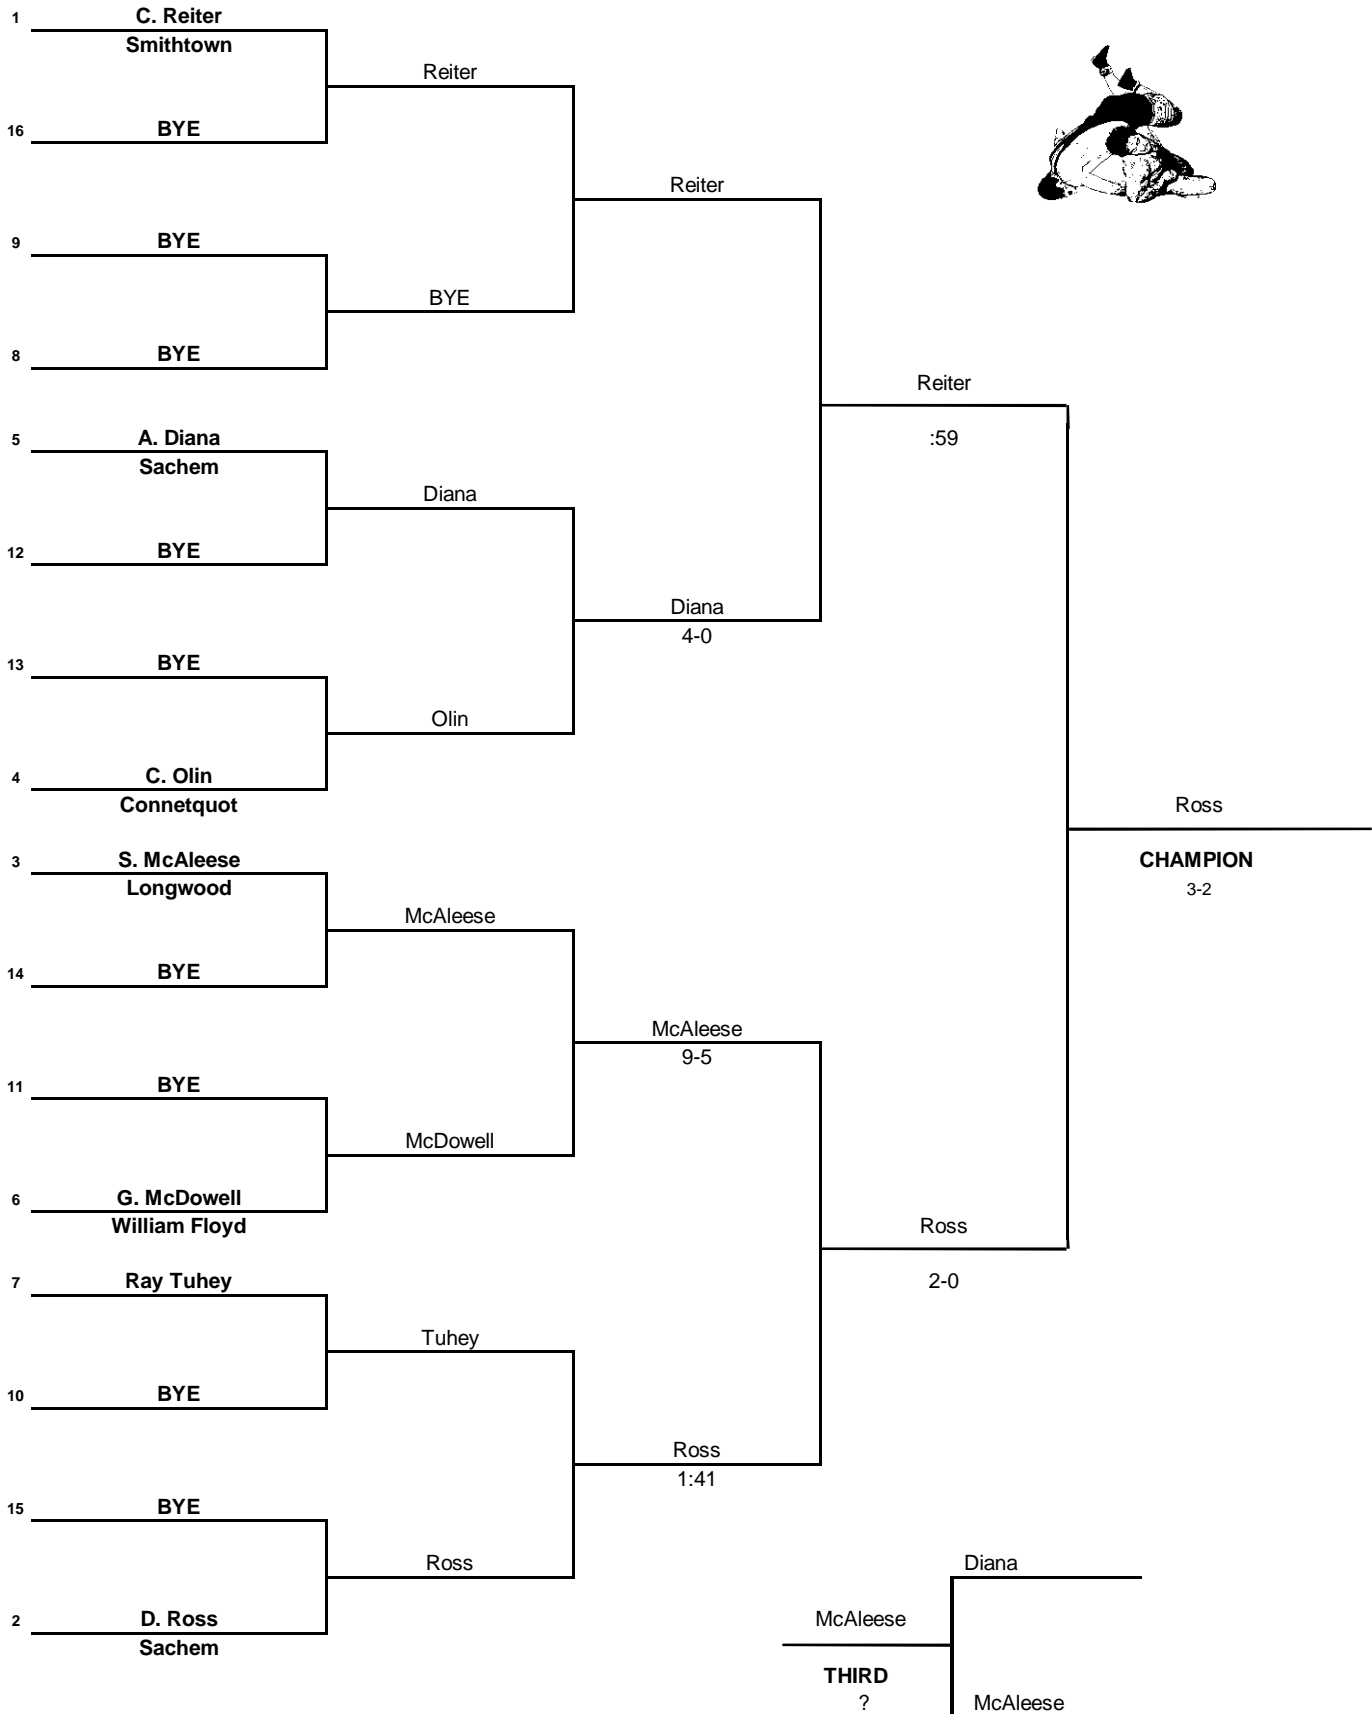 1 C. Reiter
Smithtown
Reiter
16 BYE
Reiter
9 BYE
BYE
8 BYE
Reiter
:59
5 A. Diana
Sachem
Diana
12 BYE
Diana
4-0
13 BYE
Olin
4 C. Olin
Connetquot
Ross
CHAMPION
3-2
3 S. McAleese
Longwood
McAleese
14 BYE
McAleese
9-5
11 BYE
McDowell
6 G. McDowell
William Floyd
Ross
2-0
7 Ray Tuhey
Tuhey
10 BYE
Ross
1:41
15 BYE
Ross
2 D. Ross
Sachem
Diana
McAleese
THIRD
?
McAleese